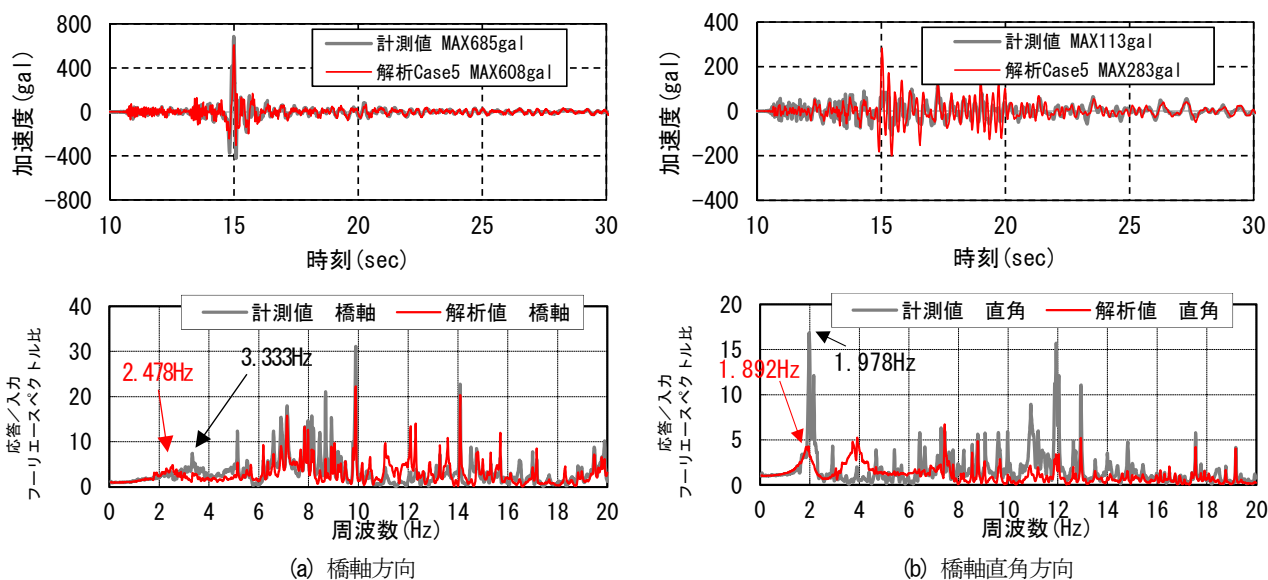 800
400
0
-400
-800
加速度(gal)
計測値 MAX685gal
解析Case5 MAX608gal
10 15 20 25 30
時刻(sec)
400
200
0
-200
-400
加速度(gal)
計測値 MAX113gal
解析Case5 MAX283gal
10 15 20 25 30
時刻(sec)
40
30
20
10
0
応答／入力
フーリエースペクトル比
計測値 橋軸 解析値 橋軸
2.478Hz
3.333Hz
0 2 4 6 8 10 12 14 16 18 20
周波数(Hz)
(a) 橋軸方向
20
15
10
5
0
応答／入力
フーリエースペクトル比
計測値 直角 解析値 直角
1.892Hz
1.978Hz
0 2 4 6 8 10 12 14 16 18 20
周波数(Hz)
(b) 橋軸直角方向